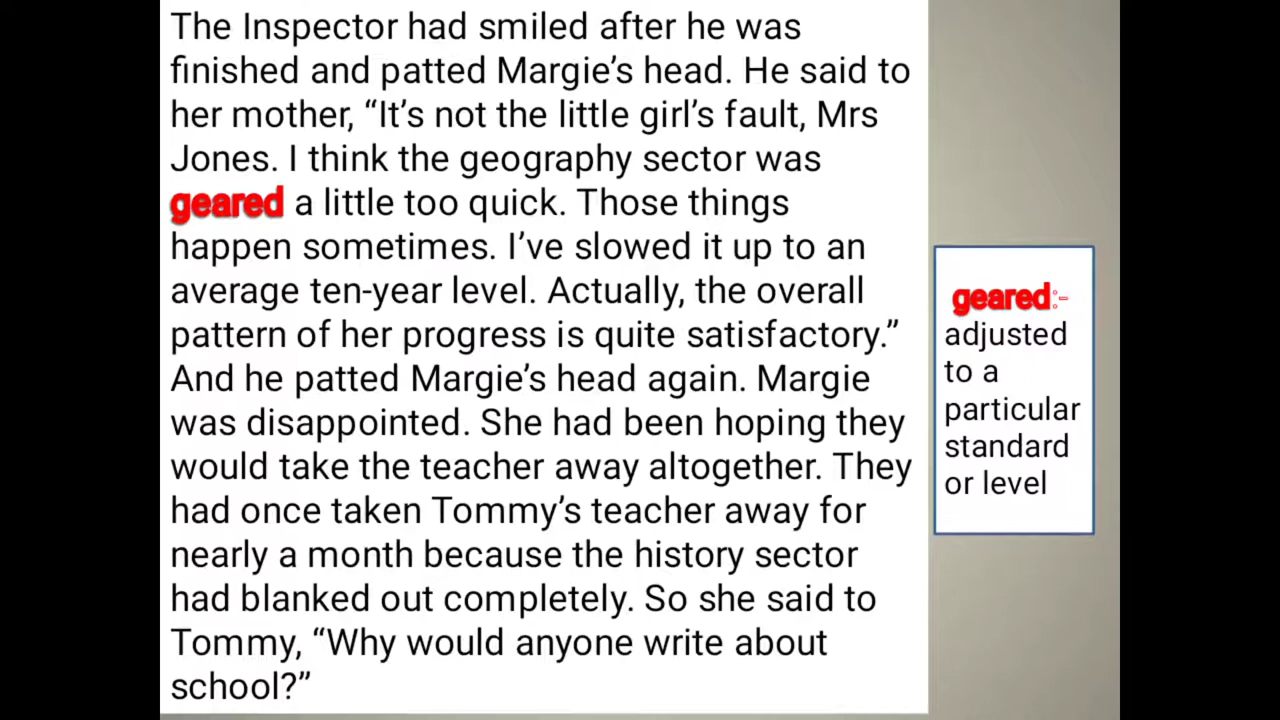 The Inspector had smiled after he was
finished and patted Margie’s head. He said to
her mother, “It’s not the little girl’s fault, Mrs
Jones. I think the geography sector was
geared a little too quick. Those things
happen sometimes. I’ve slowed it up to an
average ten-year level. Actually, the overall
pattern of her progress is quite satisfactory.”
And he patted Margie’s head again. Margie
was disappointed. She had been hoping they
would take the teacher away altogether. They
had once taken Tommy’s teacher away for
nearly a month because the history sector
had blanked out completely. So she said to
Tommy, “Why would anyone write about
school?”
geared:-
adjusted
to a
particular
standard
or level